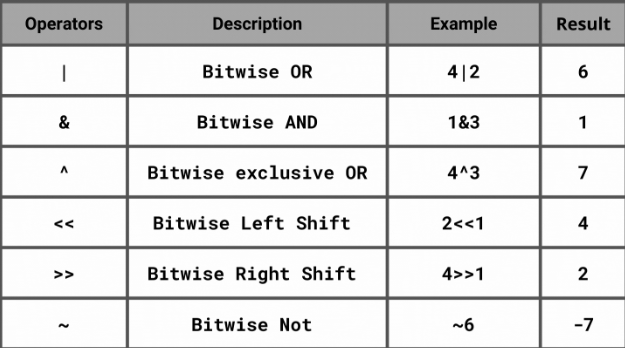 Operators Description Example Result
| Bitwise OR 4|2 6
& Bitwise AND 1&3 1
^ Bitwise exclusive OR 4^3 7
<< Bitwise Left Shift 2<<1 4
>> Bitwise Right Shift 4>>1 2
~ Bitwise Not ~6 -7